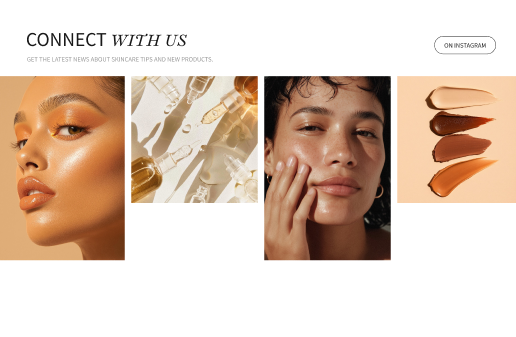 CONNECT WITH US
ON INSTAGRAM
GET THE LATEST NEWS ABOUT SKINCARE TIPS AND NEW PRODUCTS.